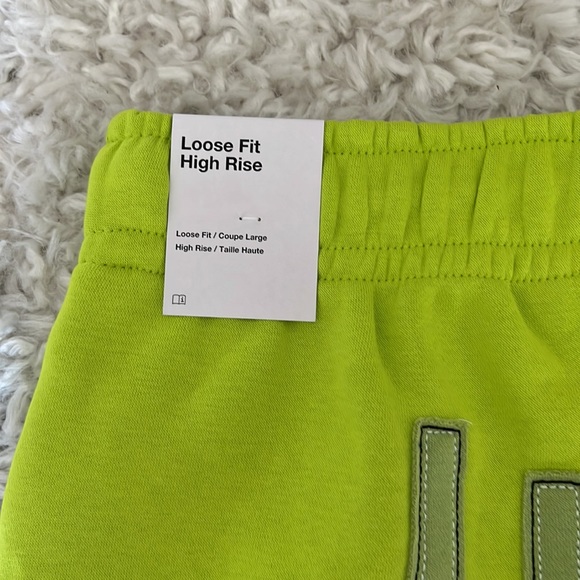 Loose Fit
High Rise
Loose Fit / Coupe Large
High Rise / Taille Haute